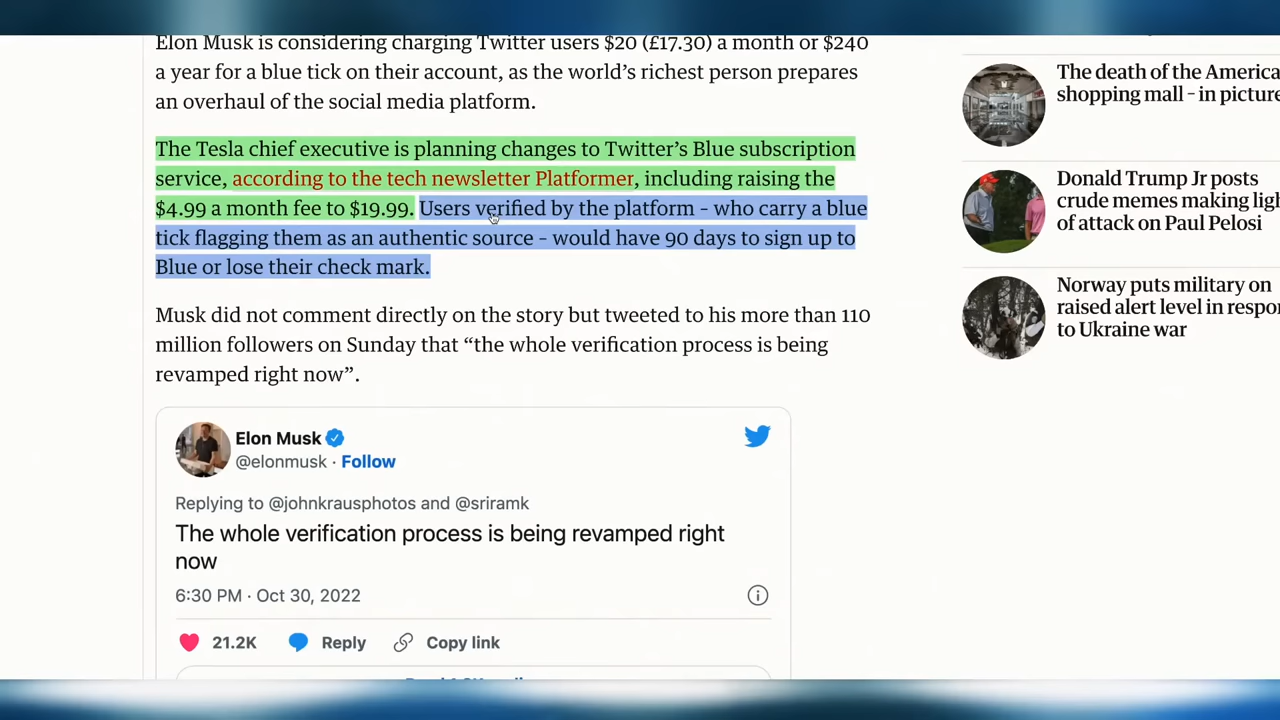 Elon Musk is considering charging Twitter users $20 (£17.30) a month or $240
a year for a blue tick on their account, as the world’s richest person prepares
an overhaul of the social media platform.
The Tesla chief executive is planning changes to Twitter’s Blue subscription
service, according to the tech newsletter Platformer, including raising the
$4.99 a month fee to $19.99. Users verified by the platform – who carry a blue
tick flagging them as an authentic source – would have 90 days to sign up to
Blue or lose their check mark.
Musk did not comment directly on the story but tweeted to his more than 110
million followers on Sunday that “the whole verification process is being
revamped right now”.
Elon Musk
@elonmusk · Follow
Replying to @johnkrausphotos and @sriramk
The whole verification process is being revamped right
now
6:30 PM · Oct 30, 2022
21.2K Reply Copy link
The death of the America
shopping mall – in picture
Donald Trump Jr posts
crude memes making ligh
of attack on Paul Pelosi
Norway puts military on
raised alert level in respo
to Ukraine war